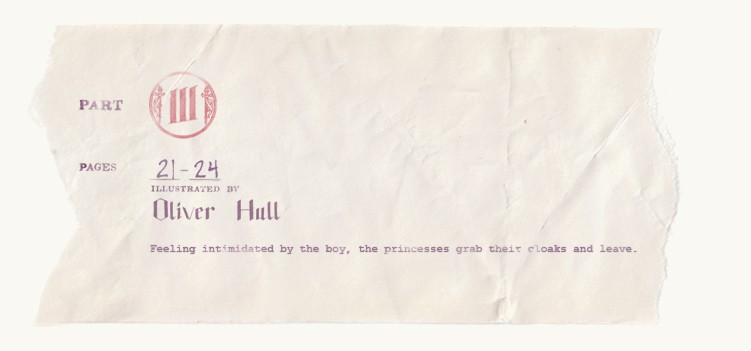 PART III
PAGES 21-24
ILLUSTRATED BY
Oliver Hull
Feeling intimidated by the boy, the princesses grab their cloaks and leave.